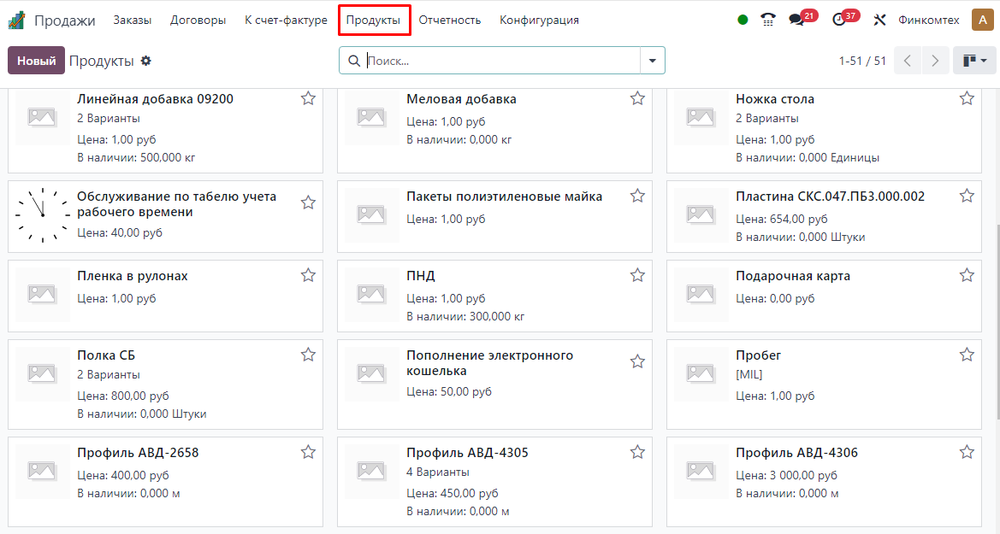 Продажи Заказы Договоры К счет-фактуре Продукты Отчетность Конфигурация 21 37 Финкомтех A
Новый Продукты Поиск... 1-51 / 51
Линейная добавка 09200
2 Варианты
Цена: 1,00 руб
В наличии: 500,000 кг
Меловая добавка
Цена: 1,00 руб
В наличии: 0,000 кг
Ножка стола
2 Варианты
Цена: 1,00 руб
В наличии: 0,000 Единицы
Обслуживание по табелю учета
рабочего времени
Цена: 40,00 руб
Пакеты полиэтиленовые майка
Цена: 1,00 руб
Пластина СКС.047.ПБ3.000.002
Цена: 654,00 руб
В наличии: 0,000 Штуки
Пленка в рулонах
Цена: 1,00 руб
ПНД
Цена: 1,00 руб
В наличии: 300,000 кг
Подарочная карта
Цена: 0,00 руб
Полка СБ
2 Варианты
Цена: 800,00 руб
В наличии: 0,000 Штуки
Пополнение электронного
кошелька
Цена: 50,00 руб
Пробег
[MIL]
Цена: 1,00 руб
Профиль АВД-2658
Цена: 400,00 руб
В наличии: 0,000 м
Профиль АВД-4305
4 Варианты
Цена: 450,00 руб
В наличии: 0,000 м
Профиль АВД-4306
Цена: 3 000,00 руб
В наличии: 0,000 м